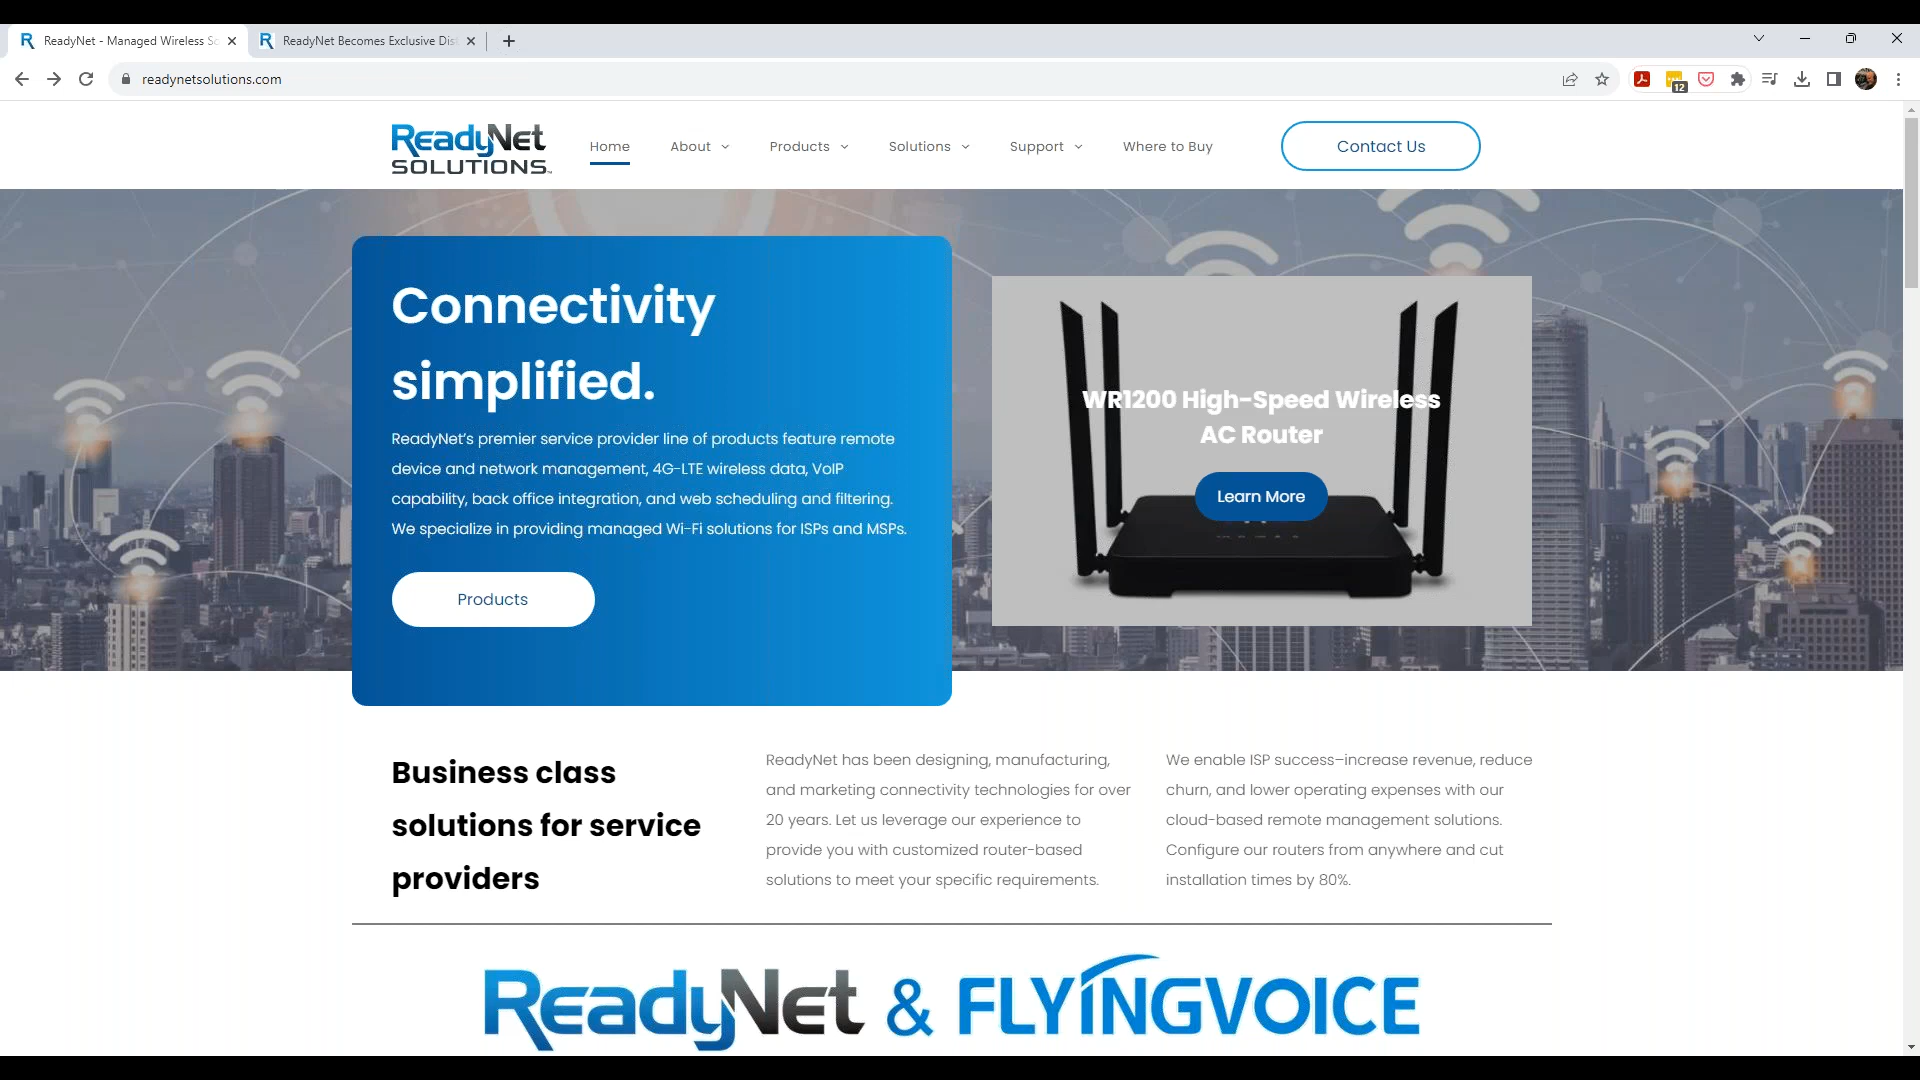 ReadyNet - Managed Wireless Sc
ReadyNet Becomes Exclusive Dis
readynetsolutions.com
12
ReadyNet
SOLUTIONS™
Home
About
Products
Solutions
Support
Where to Buy
Contact Us
Connectivity
simplified.
ReadyNet's premier service provider line of products feature remote
device and network management, 4G-LTE wireless data, VoIP
capability, back office integration, and web scheduling and filtering.
We specialize in providing managed Wi-Fi solutions for ISPs and MSPs.
Products
WR1200 High-Speed Wireless
AC Router
Learn More
Business class
solutions for service
providers
ReadyNet has been designing, manufacturing,
and marketing connectivity technologies for over
20 years. Let us leverage our experience to
provide you with customized router-based
solutions to meet your specific requirements.
We enable ISP success–increase revenue, reduce
churn, and lower operating expenses with our
cloud-based remote management solutions.
Configure our routers from anywhere and cut
installation times by 80%.
ReadyNet & FLYINGVOICE